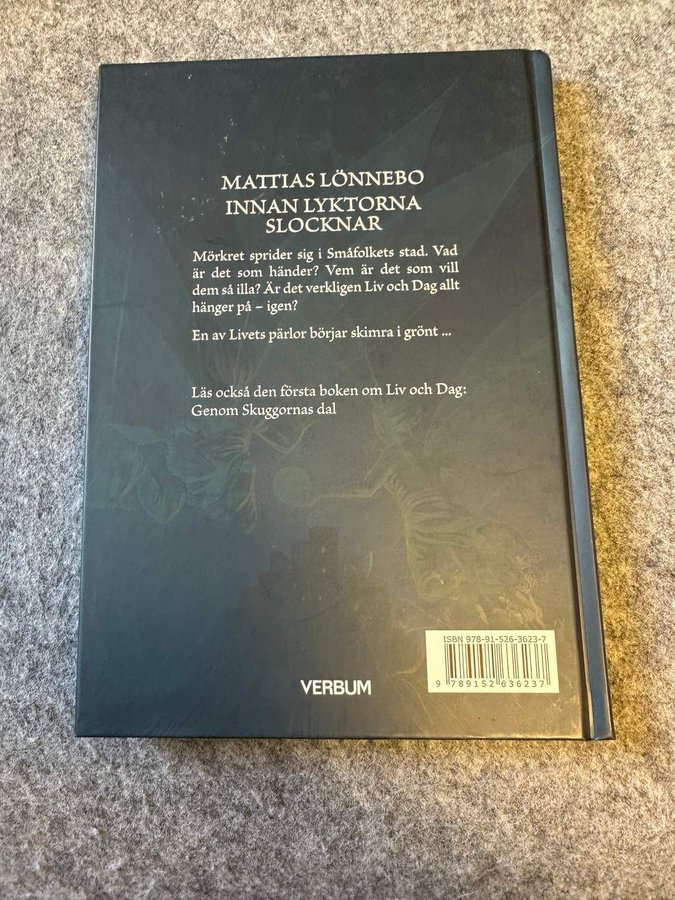 MATTIAS LÖNNEBO
INNAN LYKTORNA
SLOCKNAR
Mörkret sprider sig i Småfolkets stad. Vad
är det som händer? Vem är det som vill
dem så illa? Är det verkligen Liv och Dag allt
hänger på – igen?
En av Livets pärlor börjar skimra i grönt ...
Läs också den första boken om Liv och Dag:
Genom Skuggornas dal
ISBN 978-91-526-3623-7
9 789152 636237
VERBUM